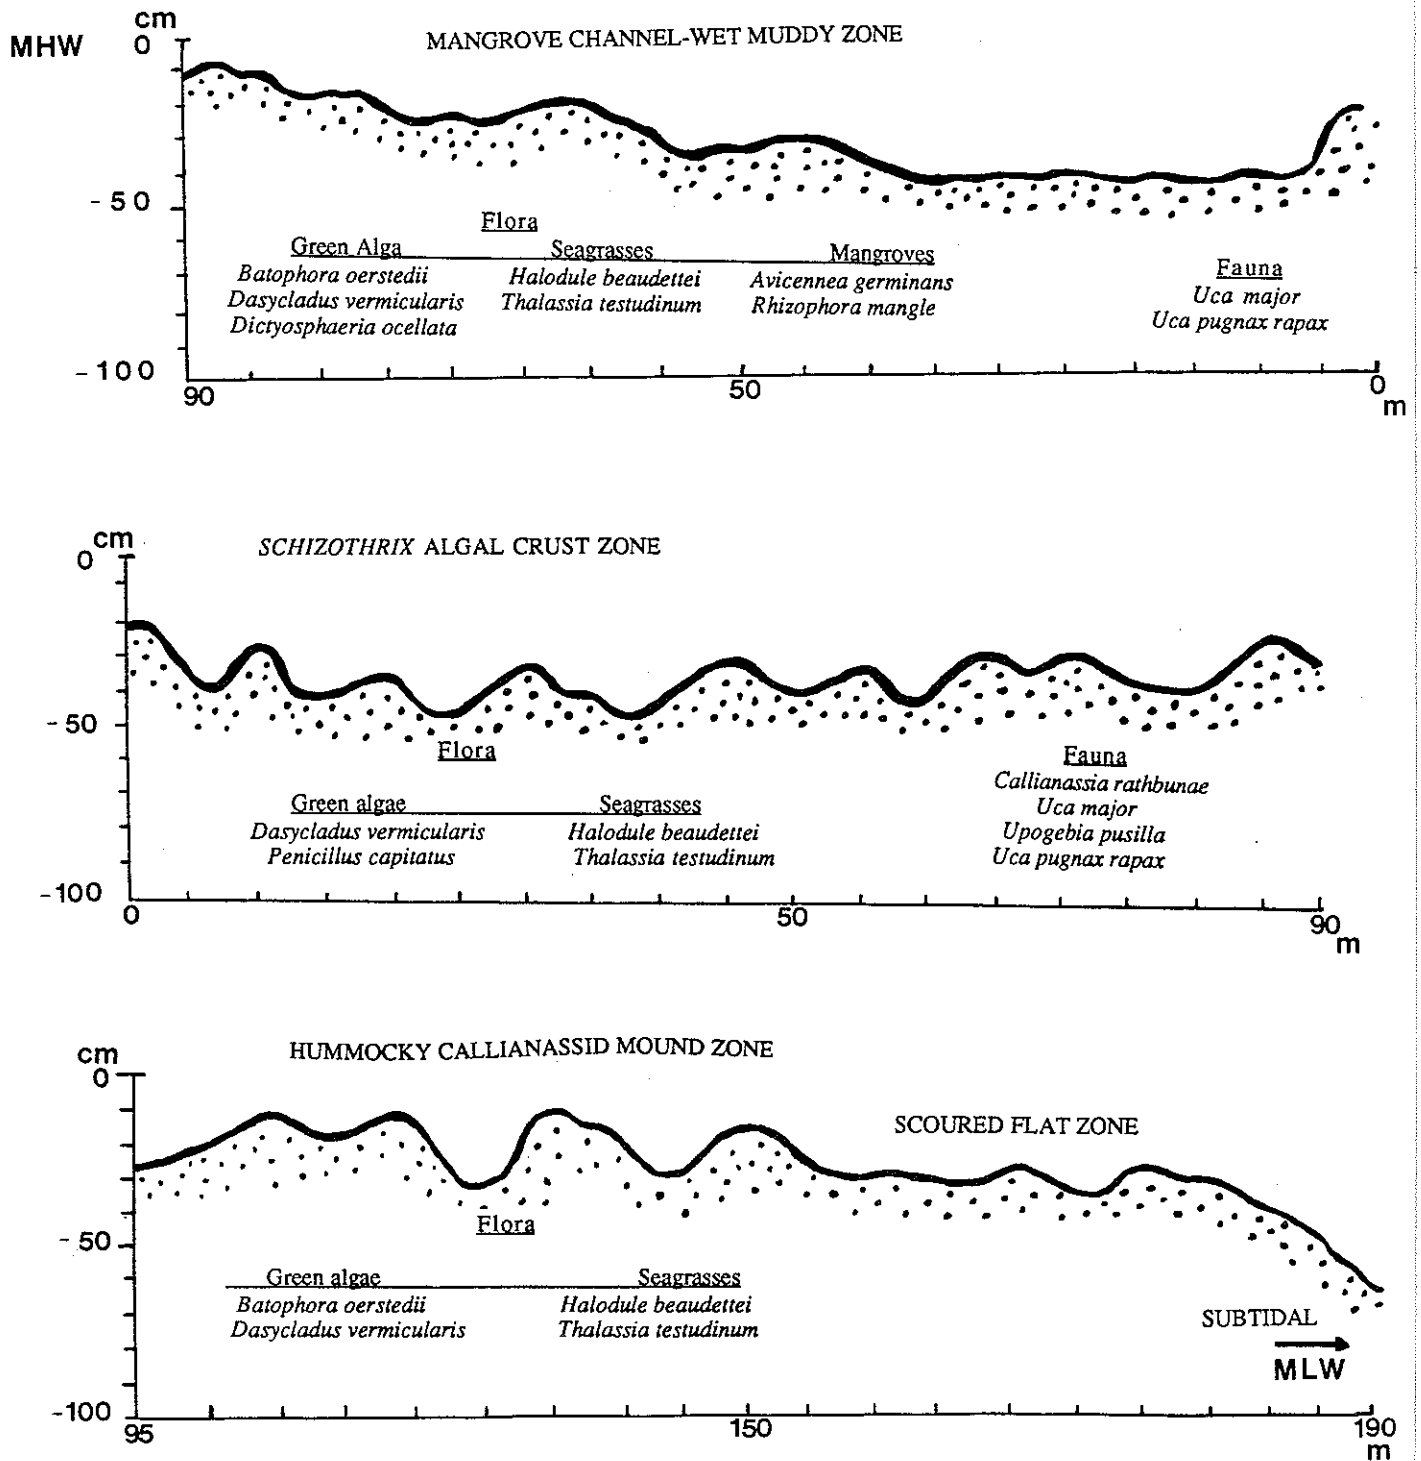 cm
MHW 0 MANGROVE CHANNEL-WET MUDDY ZONE
-50
Flora
Green Alga Seagrasses Mangroves
Batophora oerstedii Halodule beaudettei Avicennea germinans
Dasycladus vermicularis Thalassia testudinum Rhizophora mangle
Dictyosphaeria ocellata
Fauna
Uca major
Uca pugnax rapax
-100
90 50 0
m
cm
0 SCHIZOTHRIX ALGAL CRUST ZONE
-50
Flora
Green algae Seagrasses
Dasycladus vermicularis Halodule beaudettei
Penicillus capitatus Thalassia testudinum
Fauna
Callianassia rathbunae
Uca major
Upogebia pusilla
Uca pugnax rapax
-100
0 50 90
m
cm
0 HUMMOCKY CALLIANASSID MOUND ZONE
SCOURED FLAT ZONE
-50
Flora
Green algae Seagrasses
Batophora oerstedii Halodule beaudettei
Dasycladus vermicularis Thalassia testudinum
SUBTIDAL
MLW
-100
95 150 190
m